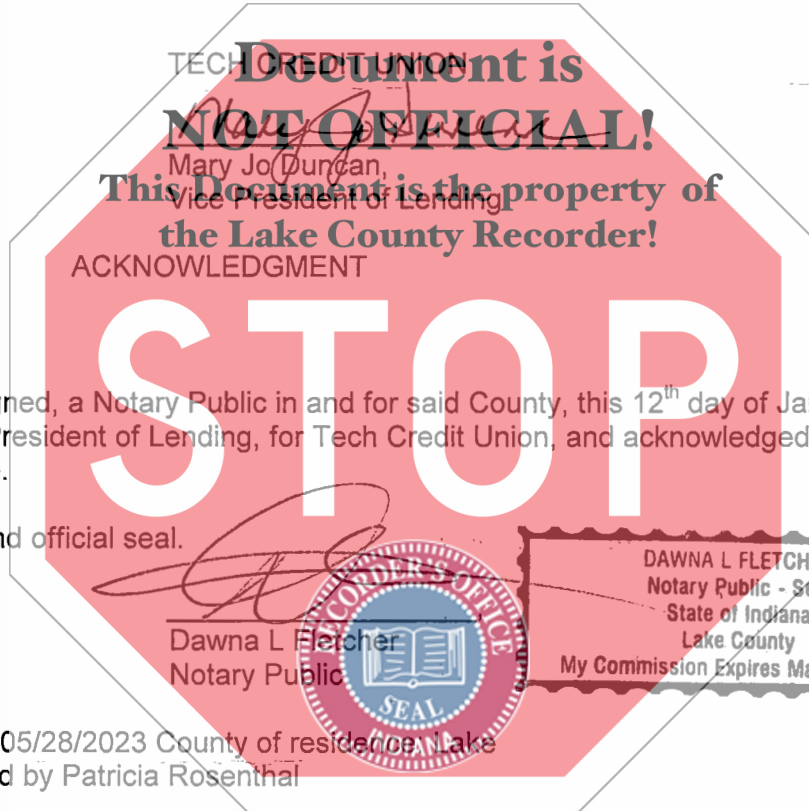 TECH CREDIT UNION
Document is
NOT OFFICIAL!
Mary Jo Duncan,
Vice President of Lending
This Document is the property of
the Lake County Recorder!
ACKNOWLEDGMENT
STOP
ned, a Notary Public in and for said County, this 12th day of Ja
resident of Lending, for Tech Credit Union, and acknowledged
nd official seal.
Dawna L Fletcher
Notary Public
RECORDER'S OFFICE
SEAL
INDIANA
DAWNA L FLETCH
Notary Public - S
State of Indiana
Lake County
My Commission Expires Ma
05/28/2023 County of residence: Lake
d by Patricia Rosenthal